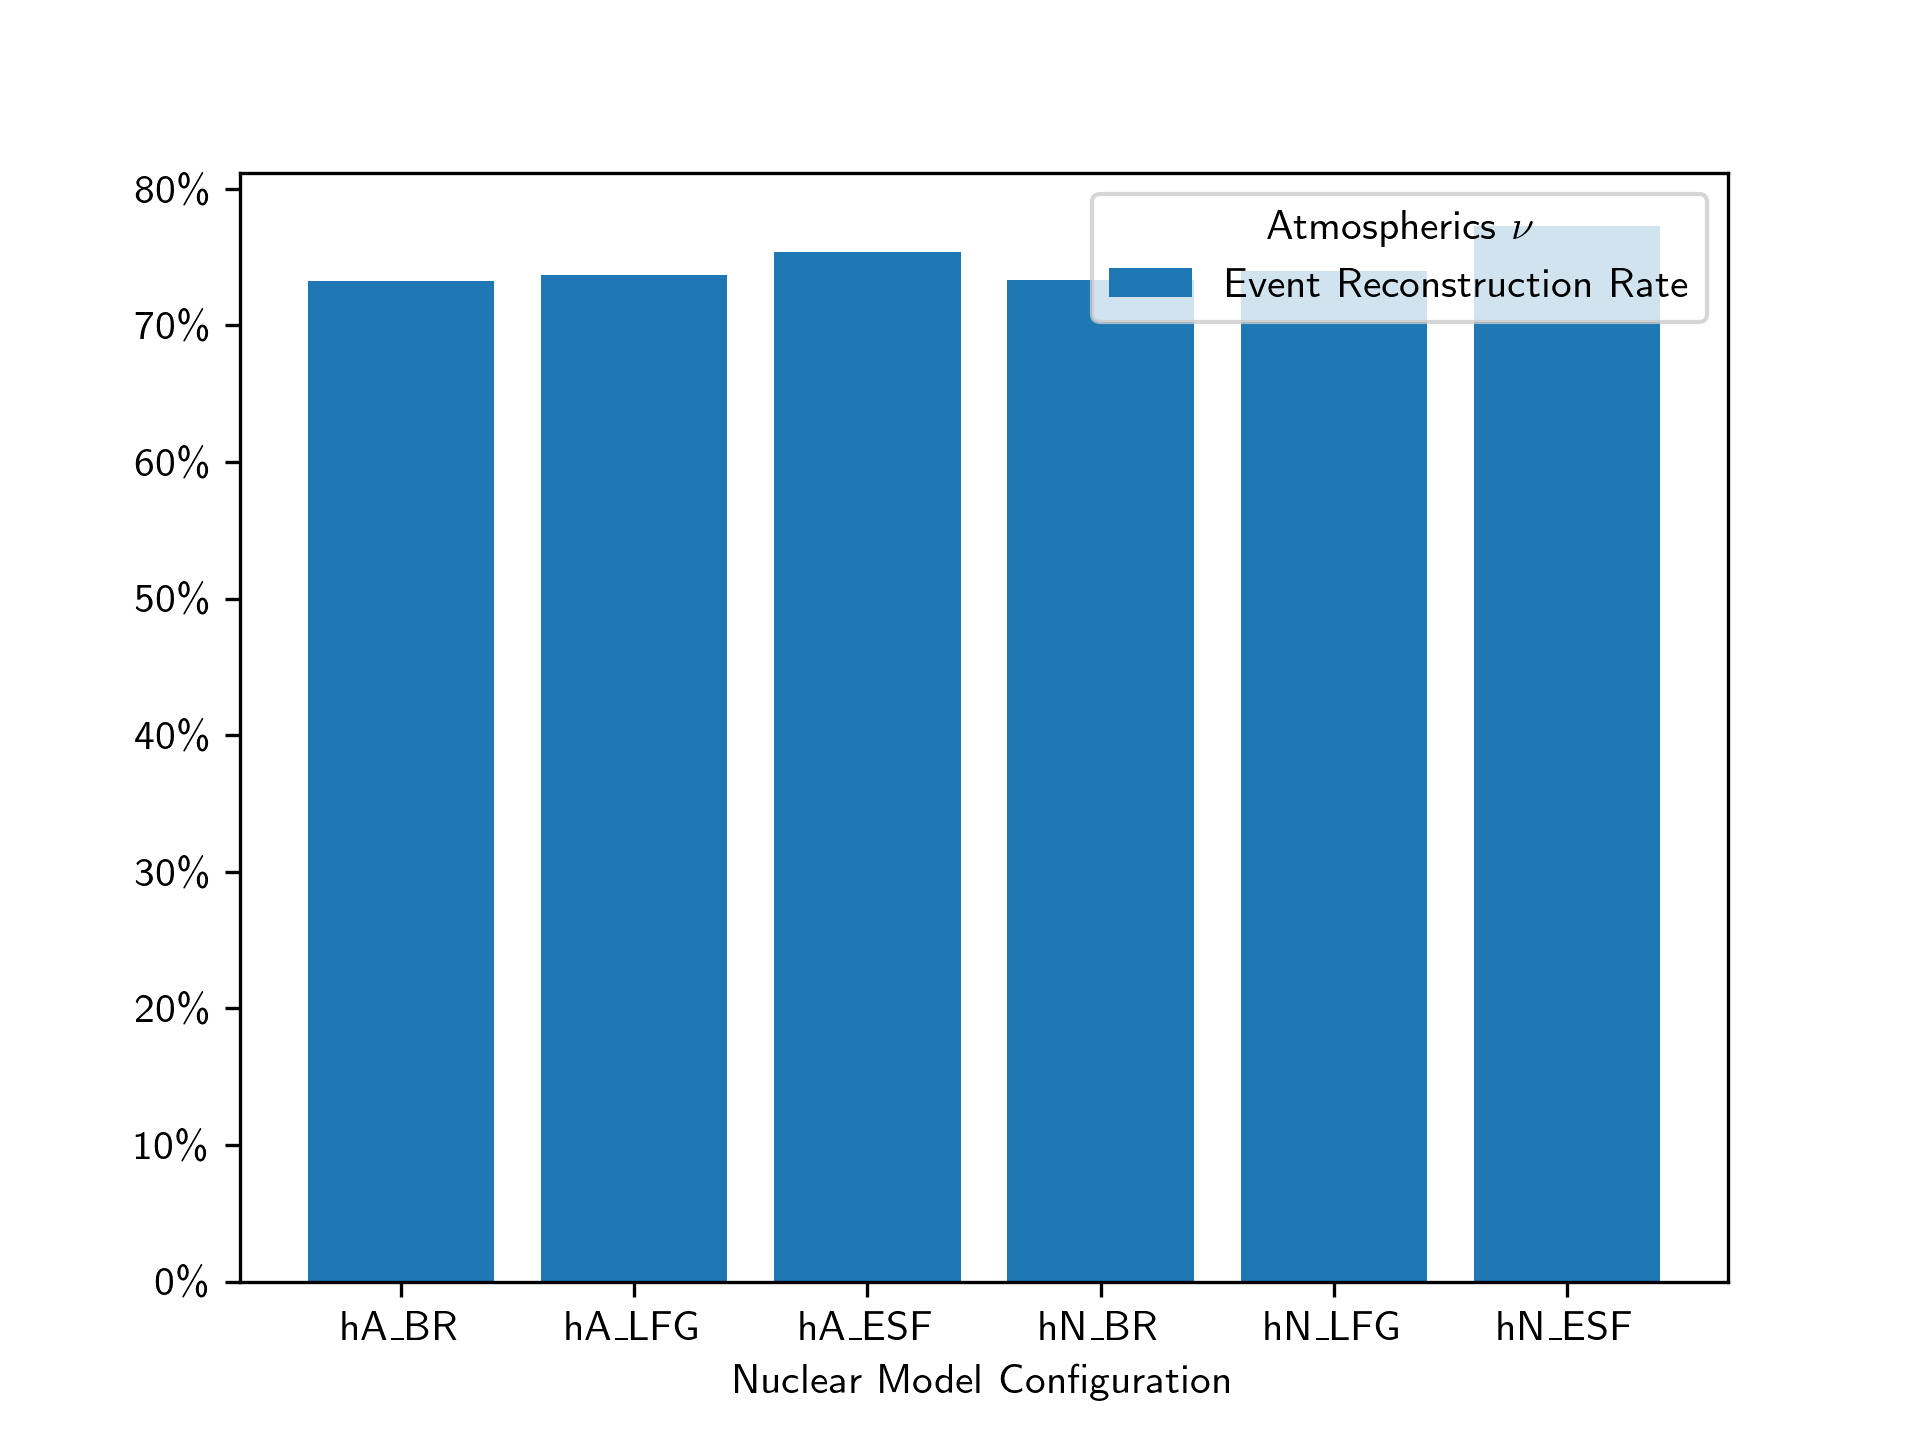 Atmospherics ν
Event Reconstruction Rate
80%
70%
60%
50%
40%
30%
20%
10%
0%
hA_BR hA_LFG hA_ESF hN_BR hN_LFG hN_ESF
Nuclear Model Configuration